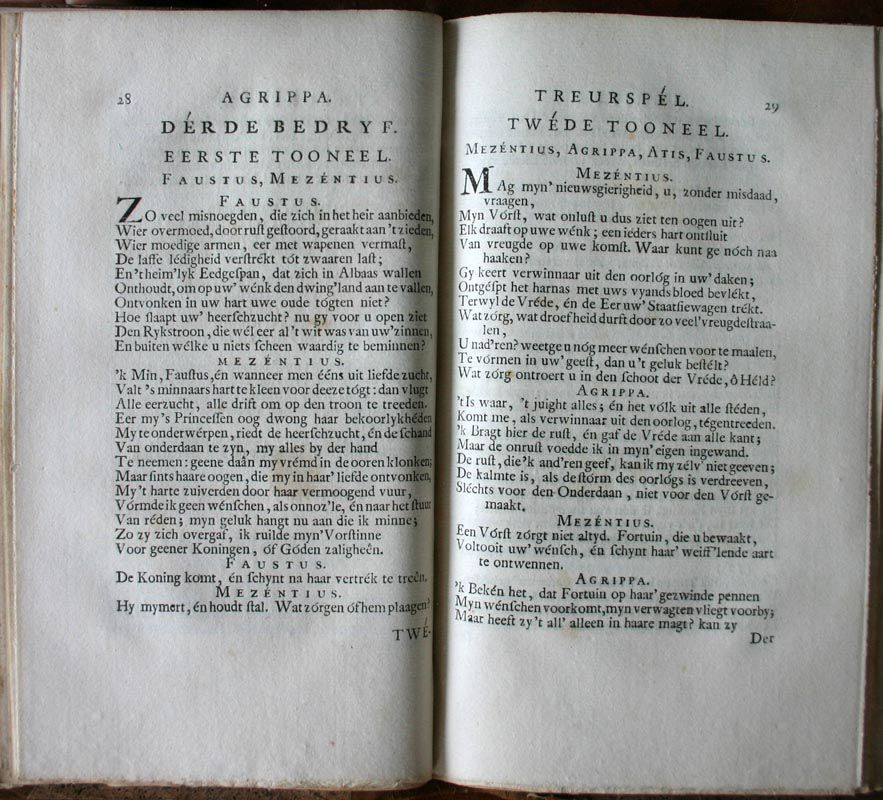 28 AGRIPPA.
DÉRDE BEDRYF.
EERSTE TOONEEL.
FAUSTUS, MEZÉNTIUS.
FAUSTUS.
ZO veel misnoegden, die zich in het heir aanbieden,
Wier overmoed, door ruſt geſtoord, geraakt aan 't zieden,
Wier moedige armen, eer met wapenen vermaſt,
De laſſe lédigheid verſtrékt tót zwaaren laſt;
En 't heim'lyk Eedgeſpan, dat zich in Albaas wallen
Onthoudt, om op uw' wénk den dwing'land aan te vallen,
Ontvonken in uw hart uwe oude tógten niet?
Hoe ſlaapt uw' heerſchzucht? nu gy voor u open ziet
Den Rykstroon, die wél eer al 't wit was van uw' zinnen,
En buiten wélke u niets ſcheen waardig te beminnen?
MEZÉNTIUS.
'k Min, Fauſtus, én wanneer men ééns uit liefde zucht,
Valt 's minnaars hart te kleen voor deeze tógt: dan vlugt
Alle eerzucht, alle drift om op den troon te treeden.
Eer my 's Princeſſen oog dwong haar bekoorlykhéden
My te onderwérpen, riedt de heerſchzucht, én de ſchand
Van onderdaan te zyn, my alles by der hand
Te neemen: geene daân my vrémd in de ooren klonken;
Maar ſints haare oogen, die my in haar' liefde ontvonken,
My 't harte zuiverden door haar vermoogend vuur,
Vórmde ik geen wénſchen, als onnoz'le, én naar het ſtuur
Van réden; myn geluk hangt nu aan die ik minne;
Zo zy zich overgaf, ik ruilde myn' Vorſtinne
Voor geener Koningen, óf Góden zaligheên.
FAUSTUS.
De Koning komt, én ſchynt na haar vertrék te treên.
MEZÉNTIUS.
Hy mymert, én houdt ſtal. Wat zórgen óf hem plaagen?
TWÉ-
TREURSPÉL. 29
TWÉDE TOONEEL.
MEZÉNTIUS, AGRIPPA, ATIS, FAUSTUS.
MEZÉNTIUS.
MAg myn' nieuwsgierigheid, u, zonder misdaad,
vraagen,
Myn Vórſt, wat onluſt u dus ziet ten oogen uit?
Elk draaft op uwe wénk; een ieders hart ontſluit
Van vreugde op uwe komſt. Waar kunt ge nóch naa
haaken?
Gy keert verwinnaar uit den oorlóg in uw' daken;
Ontgéſpt het harnas met uws vyands bloed bevlékt,
Terwyl de Vréde, én de Eer uw' Staatſiewagen trékt.
Wat zórg, wat droefheid durft door zo veel' vreugdeſtraa-
len,
U nad'ren? weetge u nóg meer wénſchen voor te maalen,
Te vórmen in uw' geeſt, dan u 't geluk beſtélt?
Wat zórg ontroert u in den ſchoot der Vréde, ô Héld?
AGRIPPA.
't Is waar, 't juight alles; én het vólk uit alle ſtéden,
Komt me, als verwinnaar uit den oorlog, tégentreeden.
'k Bragt hier de ruſt, én gaf de Vréde aan alle kant;
Maar de onruſt voedde ik in myn' eigen ingewand.
De ruſt, die 'k and'ren geef, kan ik my zélv' niet geeven;
De kalmte is, als de ſtórm des oorlógs is verdreeven,
Sléchts voor den Onderdaan, niet voor den Vórſt ge-
maakt.
MEZÉNTIUS.
Een Vórſt zórgt niet altyd. Fortuin, die u bewaakt,
Voltooit uw' wénſch, én ſchynt haar' weiff'lende aart
te ontwennen.
AGRIPPA.
'k Bekén het, dat Fortuin op haar' gezwinde pennen
Myn wénſchen voorkomt, myn verwagten vliegt voorby;
Maar heeft zy 't all' alleen in haare magt? kan zy
Der